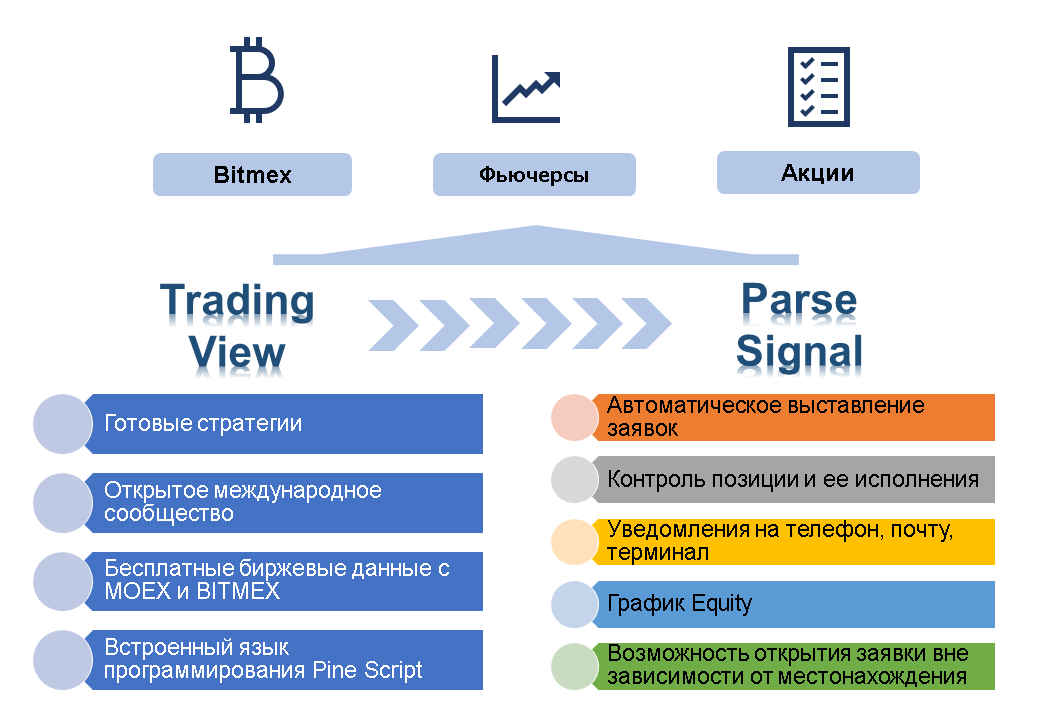 Bitmex
Фьючерсы
Акции
Trading
View
Parse
Signal
Готовые стратегии
Открытое международное
сообщество
Бесплатные биржевые данные с
MOEX и BITMEX
Встроенный язык
программирования Pine Script
Автоматическое выставление
заявок
Контроль позиции и ее исполнения
Уведомления на телефон, почту,
терминал
График Equity
Возможность открытия заявки вне
зависимости от местонахождения